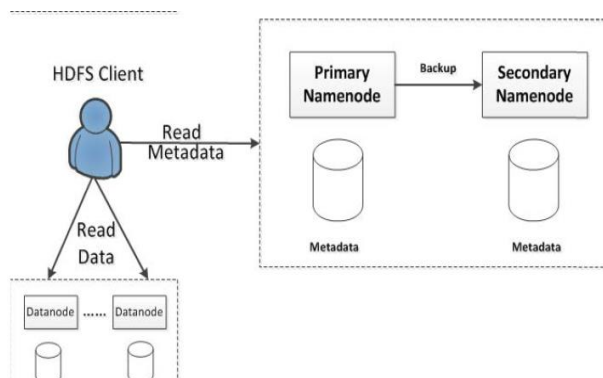 HDFS Client
Primary
Namenode
Backup
Secondary
Namenode
Read
Metadata
Metadata
Metadata
Read
Data
Datanode ...... Datanode